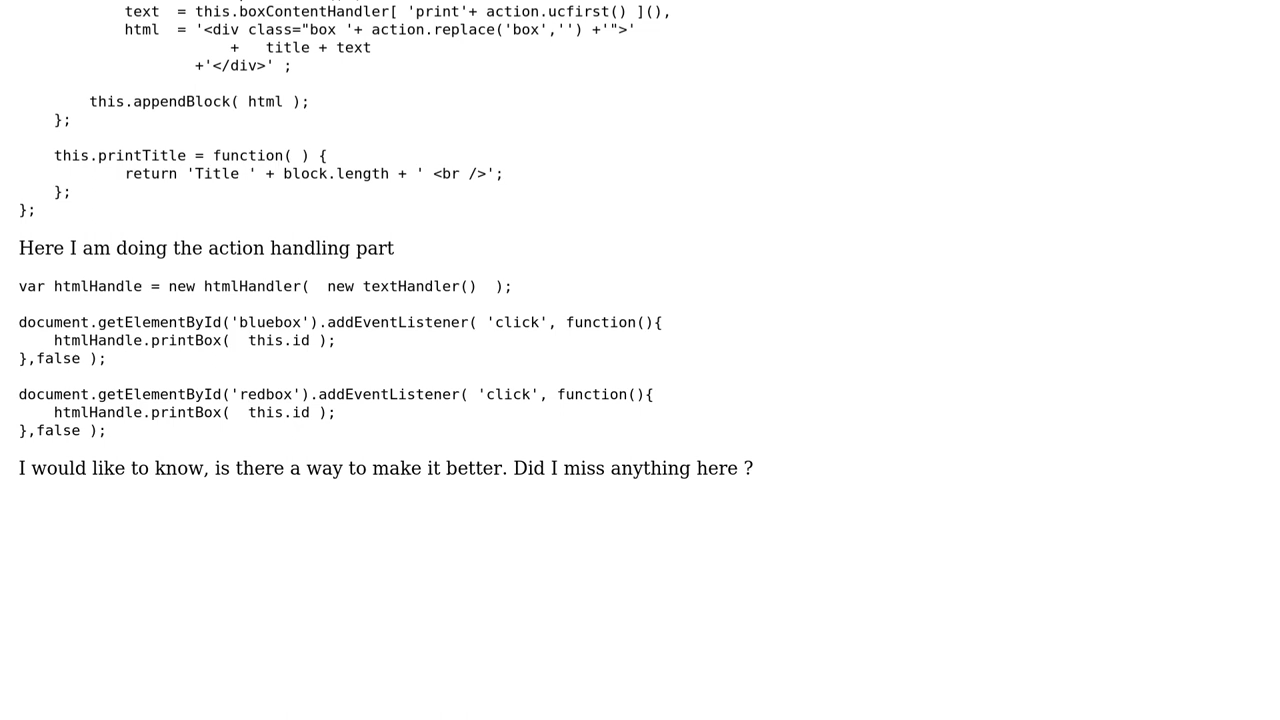 text  = this.boxContentHandler[ 'print'+ action.ucfirst() ](),
html  = '<div class="box '+ action.replace('box','') +'">'
+   title + text
+'</div>' ;
this.appendBlock( html );
};
this.printTitle = function( ) {
return 'Title ' + block.length + ' <br />';
};
};
Here I am doing the action handling part
var htmlHandle = new htmlHandler(  new textHandler()  );
document.getElementById('bluebox').addEventListener( 'click', function(){
htmlHandle.printBox(  this.id );
},false );
document.getElementById('redbox').addEventListener( 'click', function(){
htmlHandle.printBox(  this.id );
},false );
I would like to know, is there a way to make it better. Did I miss anything here ?